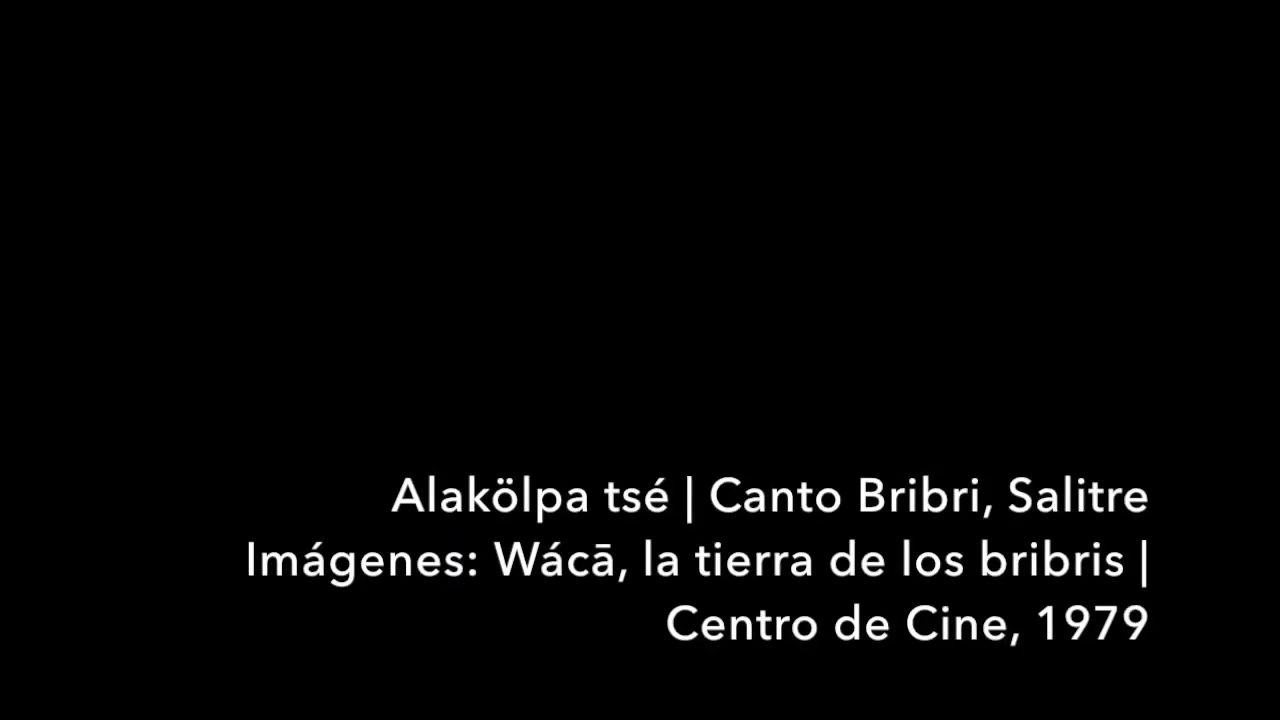 Alakölpa tsé | Canto Bribri, Salitre
Imágenes: Wácā, la tierra de los bribris |
Centro de Cine, 1979